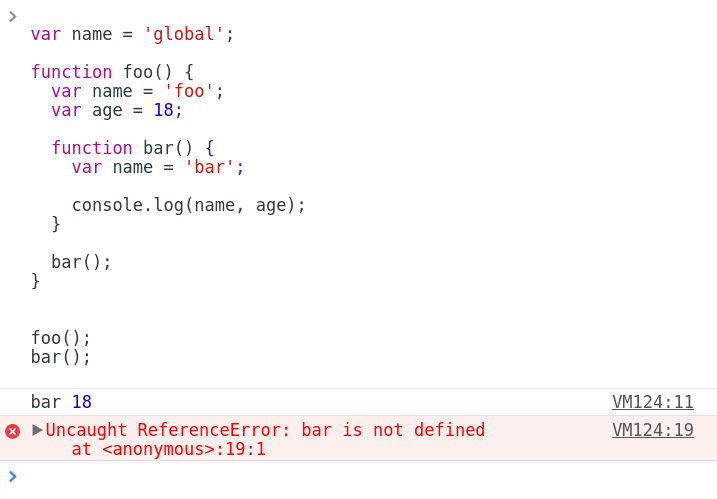 var name = 'global';
function foo() {
var name = 'foo';
var age = 18;
function bar() {
var name = 'bar';
console.log(name, age);
}
bar();
}
foo();
bar();
bar 18 VM124:11
Uncaught ReferenceError: bar is not defined VM124:19
at <anonymous>:19:1